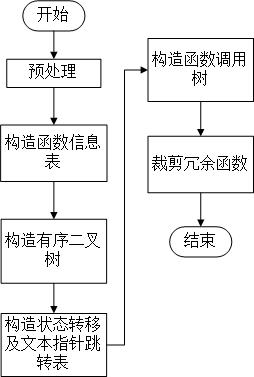 开始
预处理
构造函数信息
表
构造有序二叉
树
构造状态转移
及文本指针跳
转表
构造函数调用
树
裁剪冗余函数
结束